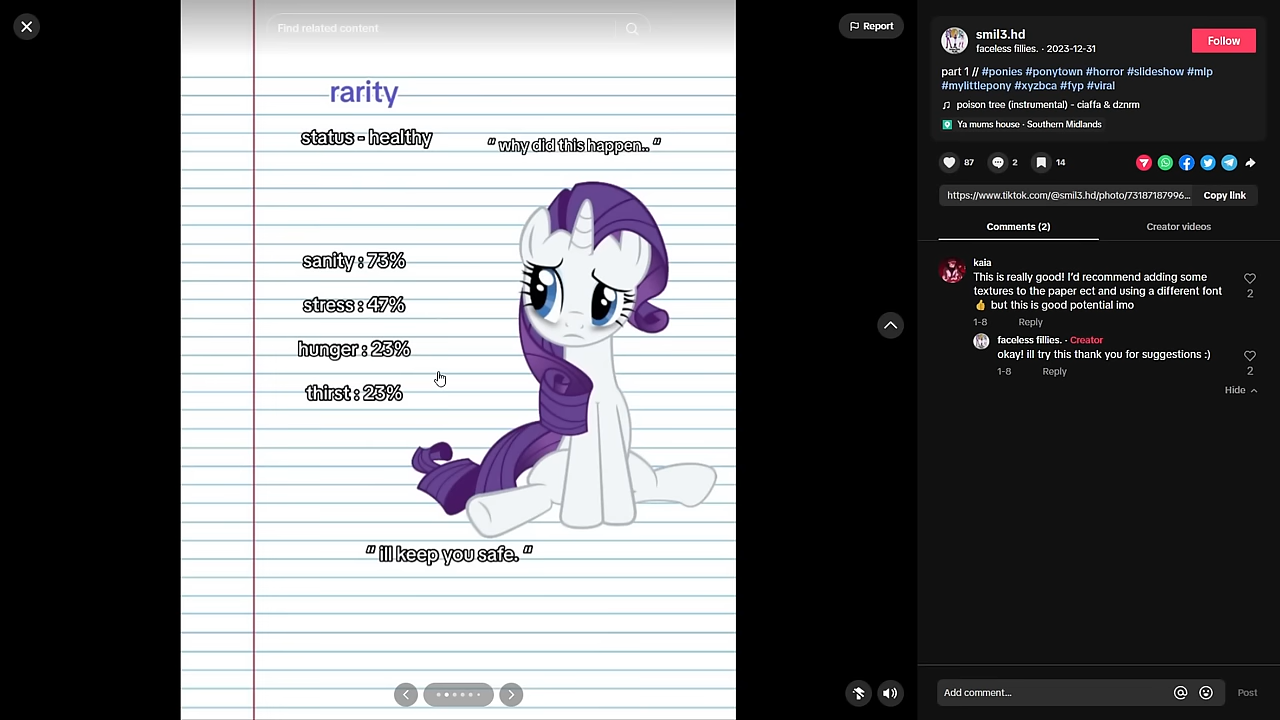 Find related content
Report
rarity
status - healthy
" why did this happen.. "
sanity : 73%
stress : 47%
hunger : 23%
thirst : 23%
" ill keep you safe. "
smil3.hd
faceless fillies. · 2023-12-31
Follow
part 1 // #ponies #ponytown #horror #slideshow #mlp
#mylittlepony #xyzbca #fyp #viral
poison tree (instrumental) - ciaffa & dznrm
Ya mums house · Southern Midlands
87
2
14
https://www.tiktok.com/@smil3.hd/photo/73187187996...
Copy link
Comments (2)
Creator videos
kaia
This is really good! I'd recommend adding some
textures to the paper ect and using a different font
👍 but this is good potential imo
2
1-8
Reply
faceless fillies. · Creator
okay! ill try this thank you for suggestions :)
2
1-8
Reply
Hide
Add comment...
Post